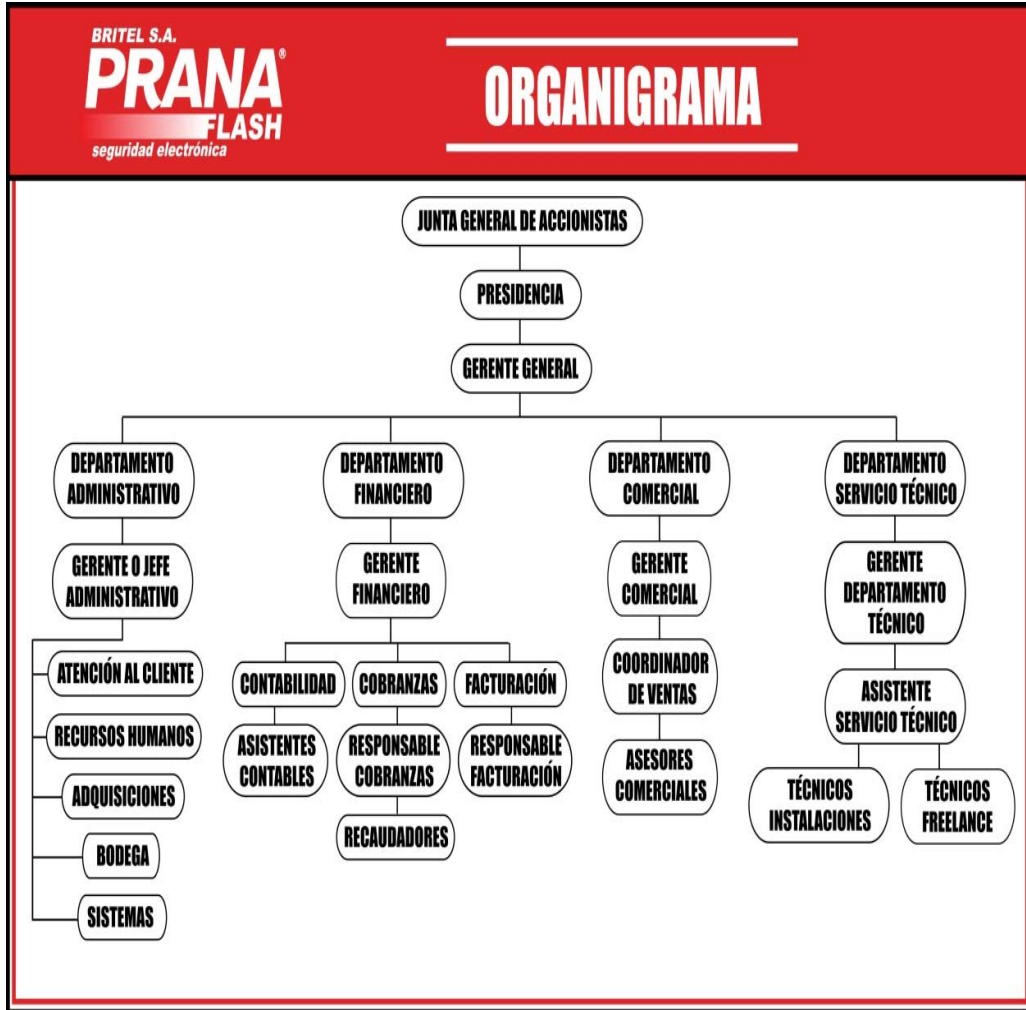 BRITEL S.A.
PRANA®
FLASH
seguridad electrónica
ORGANIGRAMA
JUNTA GENERAL DE ACCIONISTAS
PRESIDENCIA
GERENTE GENERAL
DEPARTAMENTO
ADMINISTRATIVO
GERENTE O JEFE
ADMINISTRATIVO
ATENCIÓN AL CLIENTE
RECURSOS HUMANOS
ADQUISICIONES
BODEGA
SISTEMAS
DEPARTAMENTO
FINANCIERO
GERENTE
FINANCIERO
CONTABILIDAD
ASISTENTES
CONTABLES
COBRANZAS
RESPONSABLE
COBRANZAS
RECAUDADORES
FACTURACIÓN
RESPONSABLE
FACTURACIÓN
DEPARTAMENTO
COMERCIAL
GERENTE
COMERCIAL
COORDINADOR
DE VENTAS
ASESORES
COMERCIALES
DEPARTAMENTO
SERVICIO TÉCNICO
GERENTE
DEPARTAMENTO
TÉCNICO
ASISTENTE
SERVICIO TÉCNICO
TÉCNICOS
INSTALACIONES
TÉCNICOS
FREELANCE